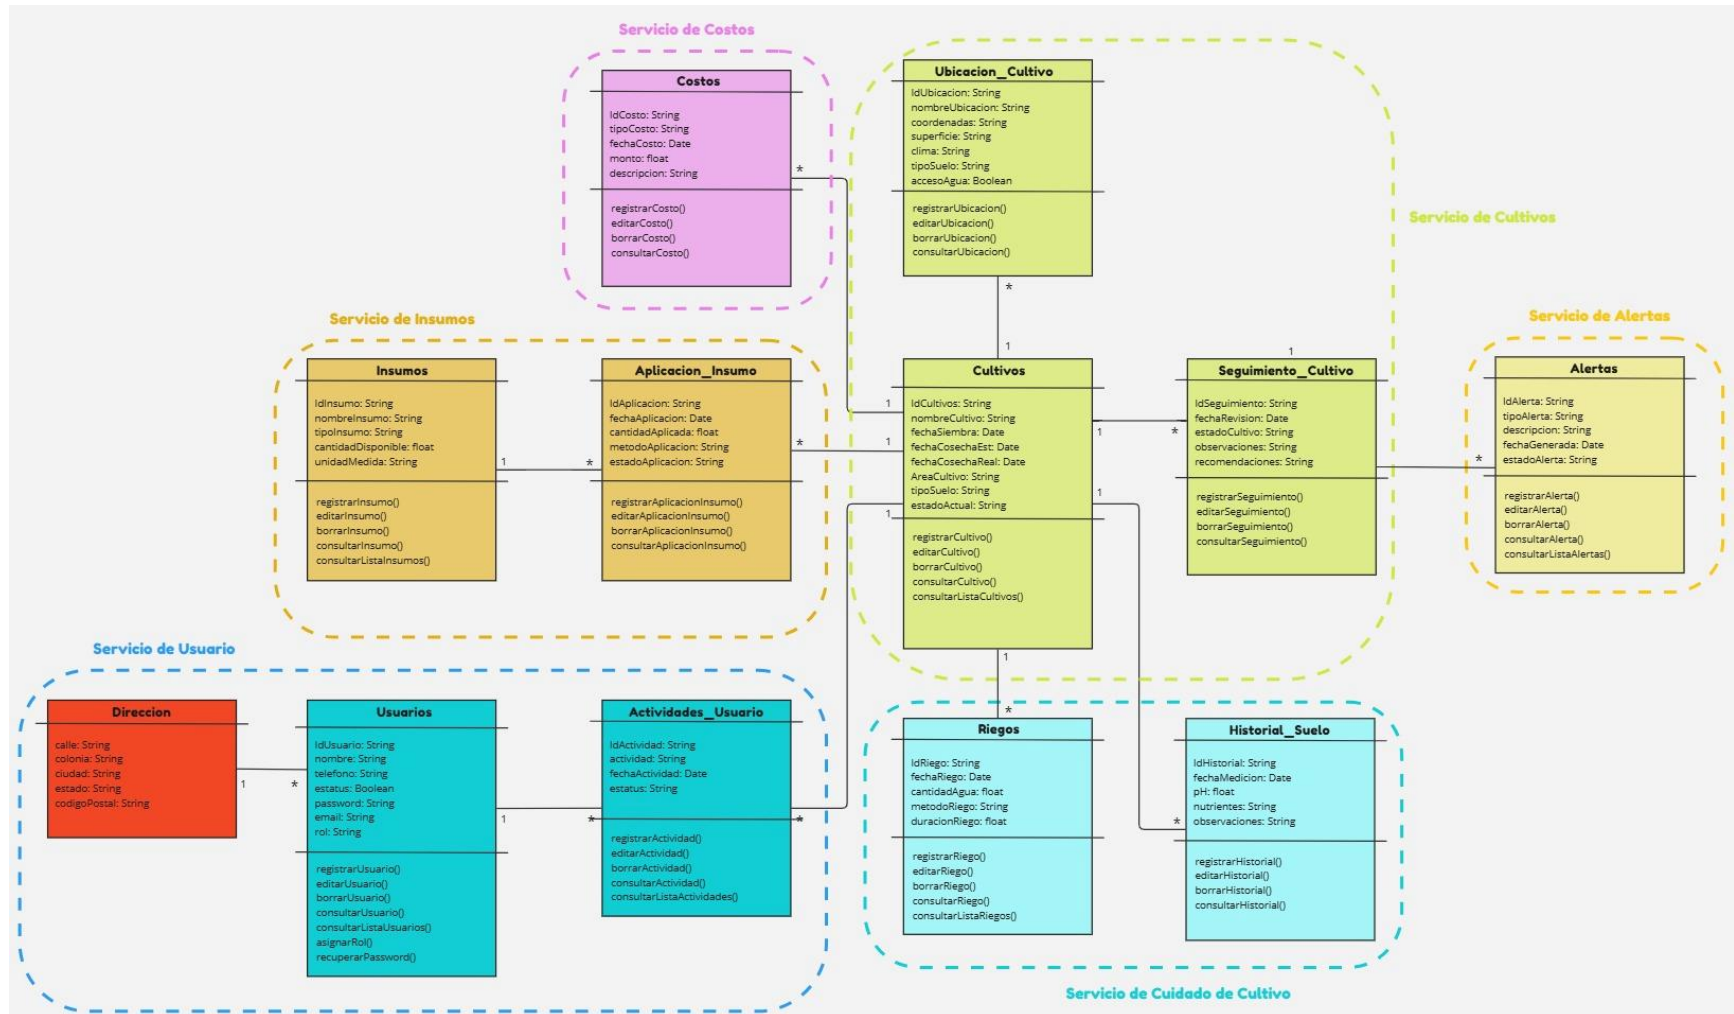 Servicio de Costos
Costos
IdCosto: String
tipoCosto: String
fechaCosto: Date
monto: float
descripcion: String
*
registrarCosto()
editarCosto()
borrarCosto()
consultarCosto()
Ubicacion_Cultivo
IdUbicacion: String
nombreUbicacion: String
coordenadas: String
superficie: String
clima: String
tipoSuelo: String
accesoAgua: Boolean
registrarUbicacion()
editarUbicacion()
borrarUbicacion()
consultarUbicacion()
*
1
Servicio de Cultivos
Servicio de Insumos
Insumos
IdInsumo: String
nombreInsumo: String
tipoInsumo: String
cantidadDisponible: float
unidadMedida: String
registrarInsumo()
editarInsumo()
borrarInsumo()
consultarInsumo()
consultarListaInsumos()
1
*
Aplicacion_Insumo
IdAplicacion: String
fechaAplicacion: Date
cantidadAplicada: float
metodoAplicacion: String
estadoAplicacion: String
registrarAplicacionInsumo()
editarAplicacionInsumo()
borrarAplicacionInsumo()
consultarAplicacionInsumo()
*
1
1
1
Cultivos
IdCultivos: String
nombreCultivo: String
fechaSiembra: Date
fechaCosechaEst: Date
fechaCosechaReal: Date
AreaCultivo: String
tipoSuelo: String
estadoActual: String
registrarCultivo()
editarCultivo()
borrarCultivo()
consultarCultivo()
consultarListaCultivos()
1
1
*
1
Seguimiento_Cultivo
IdSeguimiento: String
fechaRevision: Date
estadoCultivo: String
observaciones: String
recomendaciones: String
registrarSeguimiento()
editarSeguimiento()
borrarSeguimiento()
consultarSeguimiento()
Servicio de Alertas
*
Alertas
IdAlerta: String
tipoAlerta: String
descripcion: String
fechaGenerada: Date
estadoAlerta: String
registrarAlerta()
editarAlerta()
borrarAlerta()
consultarAlerta()
consultarListaAlertas()
Servicio de Usuario
Direccion
calle: String
colonia: String
ciudad: String
estado: String
codigoPostal: String
1
*
Usuarios
IdUsuario: String
nombre: String
telefono: String
estatus: Boolean
password: String
email: String
rol: String
registrarUsuario()
editarUsuario()
borrarUsuario()
consultarUsuario()
consultarListaUsuarios()
asignarRol()
recuperarPassword()
1
*
Actividades_Usuario
IdActividad: String
actividad: String
fechaActividad: Date
estatus: String
registrarActividad()
editarActividad()
borrarActividad()
consultarActividad()
consultarListaActividades()
*
1
*
Riegos
IdRiego: String
fechaRiego: Date
cantidadAgua: float
metodoRiego: String
duracionRiego: float
registrarRiego()
editarRiego()
borrarRiego()
consultarRiego()
consultarListaRiegos()
*
Historial_Suelo
IdHistorial: String
fechaMedicion: Date
pH: float
nutrientes: String
observaciones: String
registrarHistorial()
editarHistorial()
borrarHistorial()
consultarHistorial()
Servicio de Cuidado de Cultivo